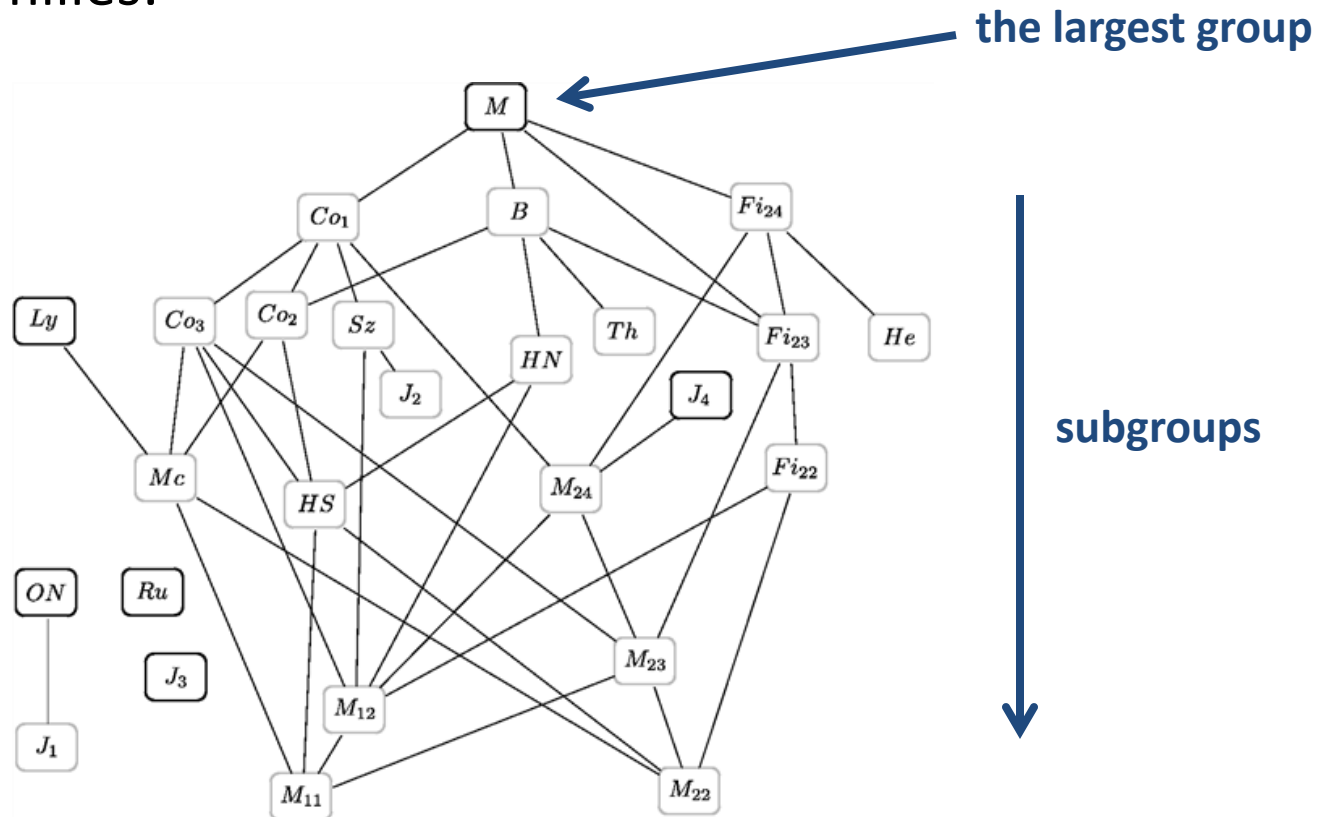 the largest group
M
Co₁
B
Fi₂₄
Ly
Co₃
Co₂
Sz
Th
Fi₂₃
He
HN
J₂
J₄
subgroups
Mc
HS
M₂₄
Fi₂₂
ON
Ru
J₃
M₂₃
M₁₂
J₁
M₁₁
M₂₂